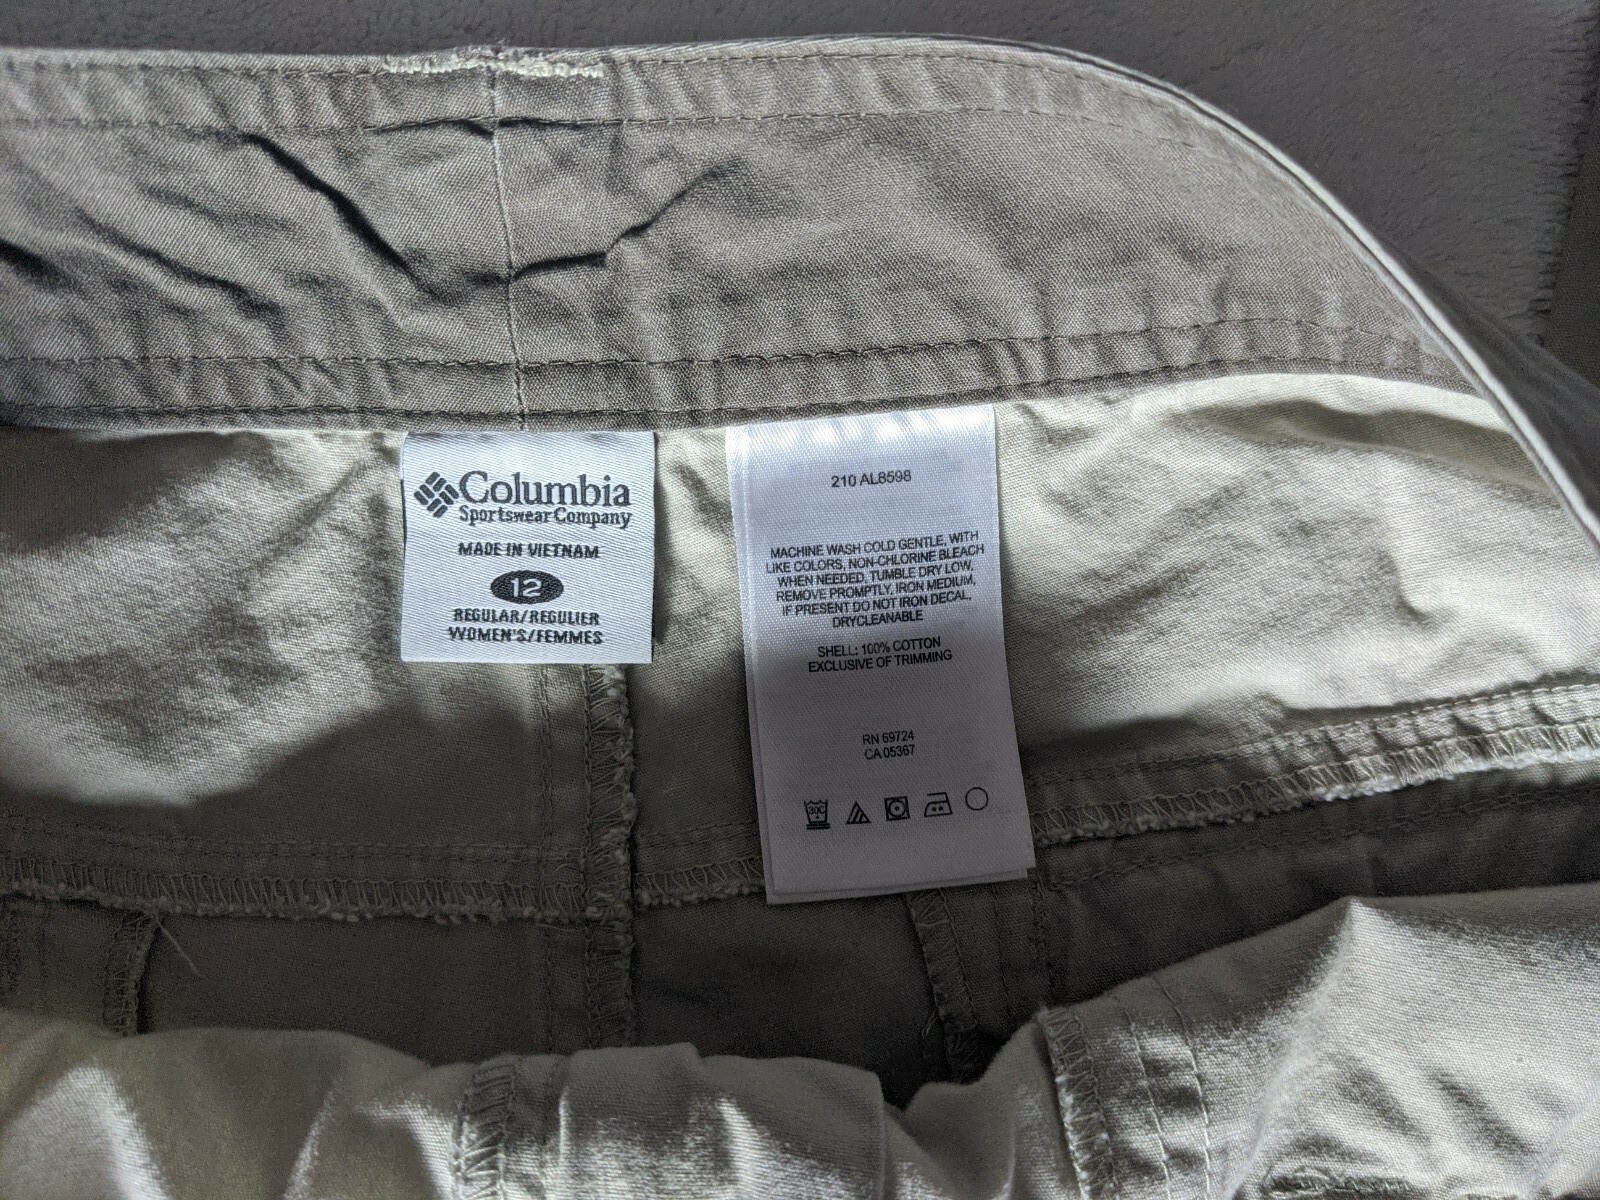 Columbia
Sportswear Company
MADE IN VIETNAM
12
REGULAR/REGULIER
WOMEN'S/FEMMES
210 AL8598
MACHINE WASH COLD GENTLE, WITH
LIKE COLORS, NON-CHLORINE BLEACH
WHEN NEEDED, TUMBLE DRY LOW,
REMOVE PROMPTLY, IRON MEDIUM,
IF PRESENT DO NOT IRON DECAL,
DRYCLEANABLE
SHELL: 100% COTTON
EXCLUSIVE OF TRIMMING
RN 69724
CA 05367
30C